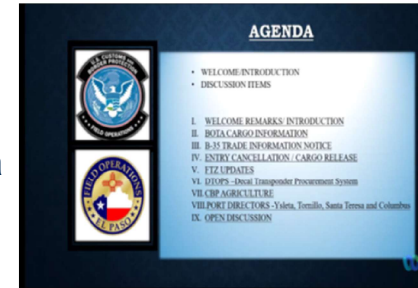 AGENDA
U.S. CUSTOMS AND
BORDER PROTECTION
FIELD OPERATIONS
• WELCOME/INTRODUCTION
• DISCUSSION ITEMS
I. WELCOME REMARKS/ INTRODUCTION
II. BOTA CARGO INFORMATION
III. B-35 TRADE INFORMATION NOTICE
IV. ENTRY CANCELLATION / CARGO RELEASE
V. FTZ UPDATES
VI. DTOPS –Decal Transponder Procurement System
VII. CBP AGRICULTURE
VIII.PORT DIRECTORS -Ysleta, Tornillo, Santa Teresa and Columbus
IX. OPEN DISCUSSION
FIELD OPERATIONS
EL PASO